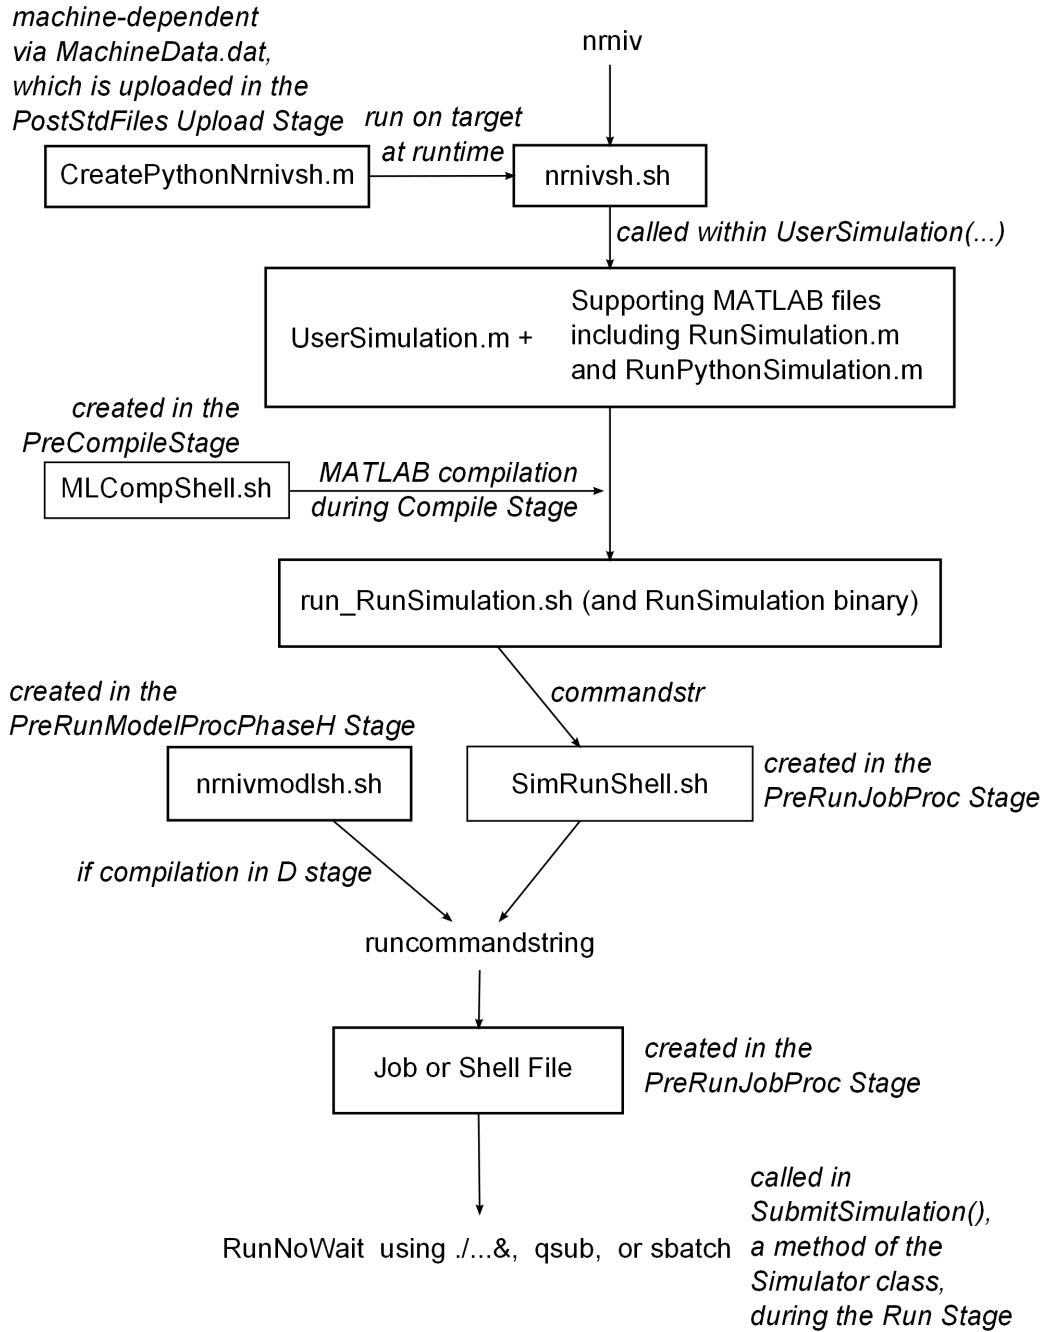 machine-dependent
via MachineData.dat,
which is uploaded in the
PostStdFiles Upload Stage
nrniv
run on target
at runtime
CreatePythonNrnivsh.m
nrnivsh.sh
called within UserSimulation(...)
UserSimulation.m +
Supporting MATLAB files
including RunSimulation.m
and RunPythonSimulation.m
created in the
PreCompileStage
MLCompShell.sh
MATLAB compilation
during Compile Stage
run_RunSimulation.sh (and RunSimulation binary)
commandstr
created in the
PreRunModelProcPhaseH Stage
nrnivmodlsh.sh
SimRunShell.sh
created in the
PreRunJobProc Stage
if compilation in D stage
runcommandstring
Job or Shell File
created in the
PreRunJobProc Stage
RunNoWait using ./...&, qsub, or sbatch
called in
SubmitSimulation(),
a method of the
Simulator class,
during the Run Stage